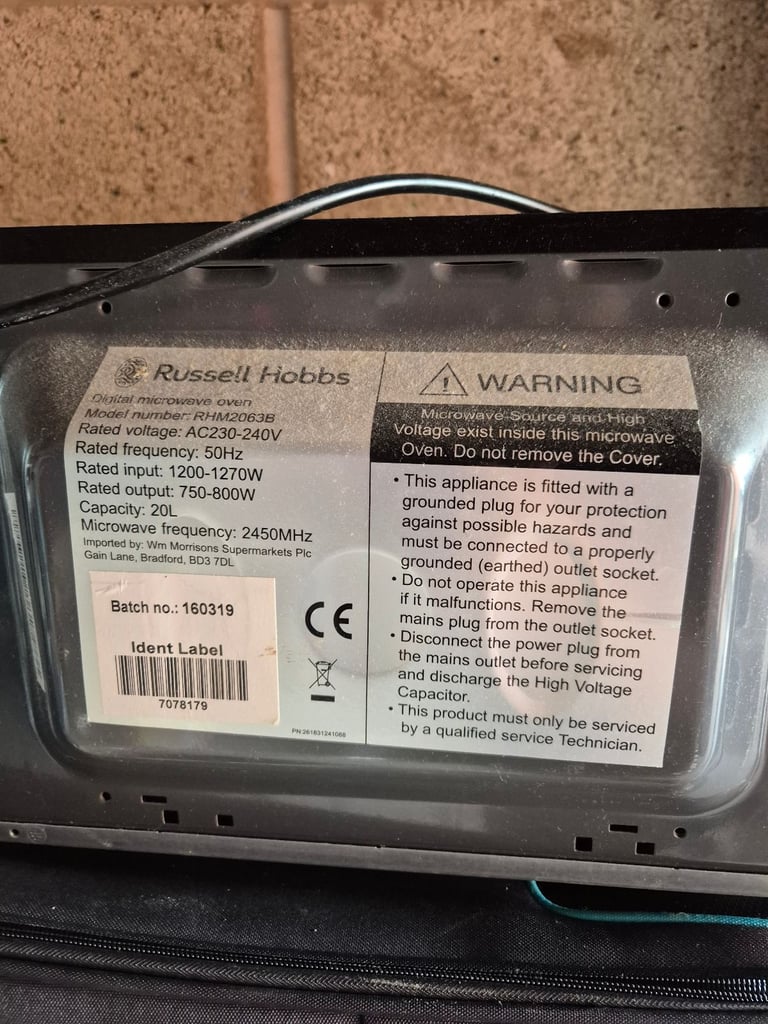 Russell Hobbs
Digital microwave oven
Model number: RHM2063B
Rated voltage: AC230-240V
Rated frequency: 50Hz
Rated input: 1200-1270W
Rated output: 750-800W
Capacity: 20L
Microwave frequency: 2450MHz
Imported by: Wm Morrisons Supermarkets Plc
Gain Lane, Bradford, BD3 7DL
Batch no.: 160319
Ident Label
7078179
CE
PN:261831241088
WARNING
Microwave Source and High
Voltage exist inside this microwave
Oven. Do not remove the Cover.
• This appliance is fitted with a
grounded plug for your protection
against possible hazards and
must be connected to a properly
grounded (earthed) outlet socket.
• Do not operate this appliance
if it malfunctions. Remove the
mains plug from the outlet socket.
• Disconnect the power plug from
the mains outlet before servicing
and discharge the High Voltage
Capacitor.
• This product must only be serviced
by a qualified service Technician.